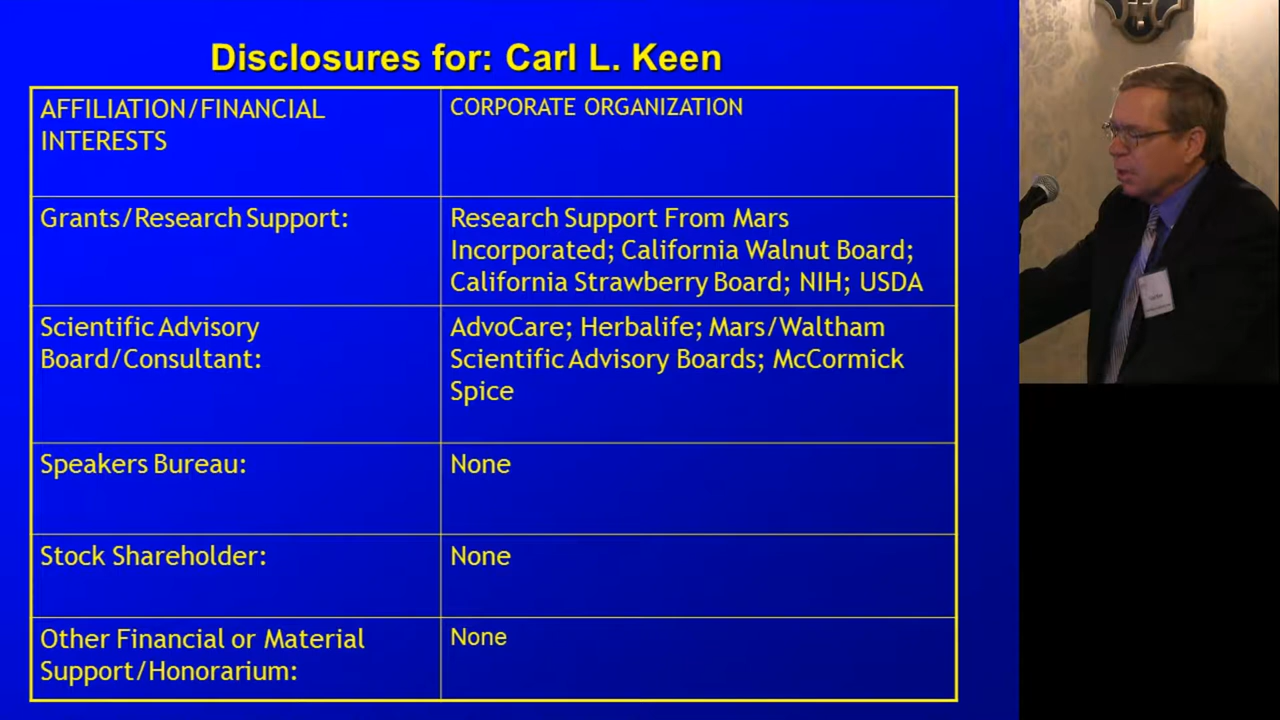 Disclosures for: Carl L. Keen
AFFILIATION/FINANCIAL
INTERESTS
CORPORATE ORGANIZATION
Grants/Research Support:
Research Support From Mars
Incorporated; California Walnut Board;
California Strawberry Board; NIH; USDA
Scientific Advisory
Board/Consultant:
AdvoCare; Herbalife; Mars/Waltham
Scientific Advisory Boards; McCormick
Spice
Speakers Bureau:
None
Stock Shareholder:
None
Other Financial or Material
Support/Honorarium:
None